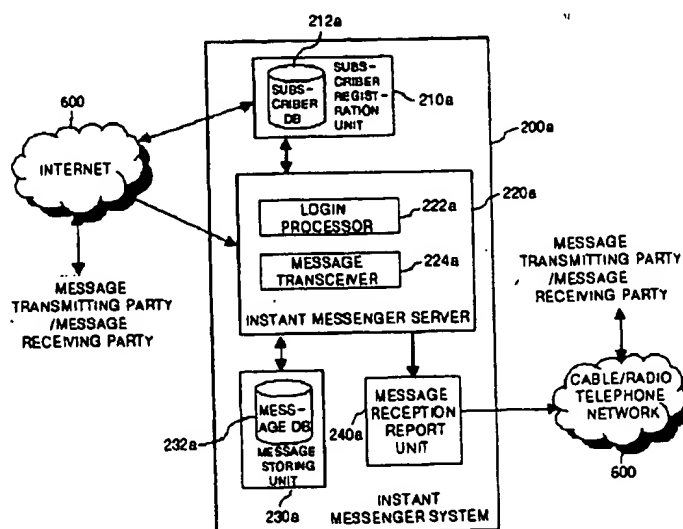 212a
SUBS-
CRIBER
DB
SUBS-
CRIBER
REGIST-
RATION
UNIT
210a
600
INTERNET
200a
220a
LOGIN
PROCESSOR
222a
MESSAGE
TRANSCEIVER
224a
INSTANT MESSENGER SERVER
MESSAGE
TRANSMITTING PARTY
/MESSAGE
RECEIVING PARTY
MESSAGE
TRANSMITTING PARTY
/MESSAGE
RECEIVING PARTY
232a
MESS-
AGE DB
MESSAGE
STORING
UNIT
230a
240a
MESSAGE
RECEPTION
REPORT
UNIT
CABLE/RADIO
TELEPHONE
NETWORK
600
INSTANT
MESSENGER SYSTEM